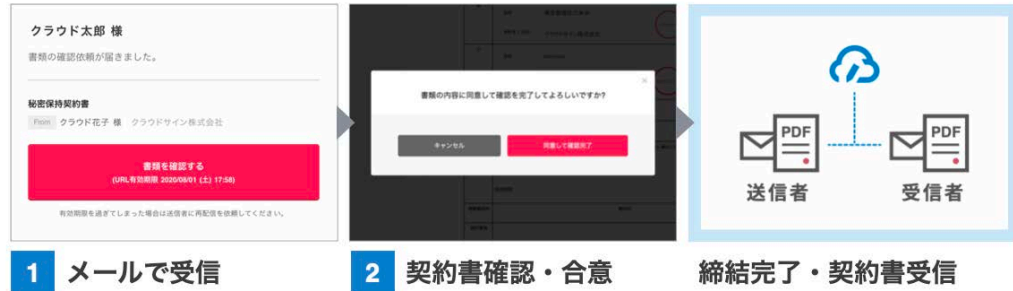 クラウド太郎 様
書類の確認依頼が届きました。
秘密保持契約書
From クラウド花子 様 クラウドサイン株式会社
書類を確認する
(URL有効期限 2020/08/01 (土) 17:58)
有効期限を過ぎてしまった場合は送信者に再配信を依頼してください。
1 メールで受信
書類の内容に同意して確認を完了してよろしいですか?
×
キャンセル
同意して確認完了
2 契約書確認・合意
PDF
PDF
送信者
受信者
締結完了・契約書受信